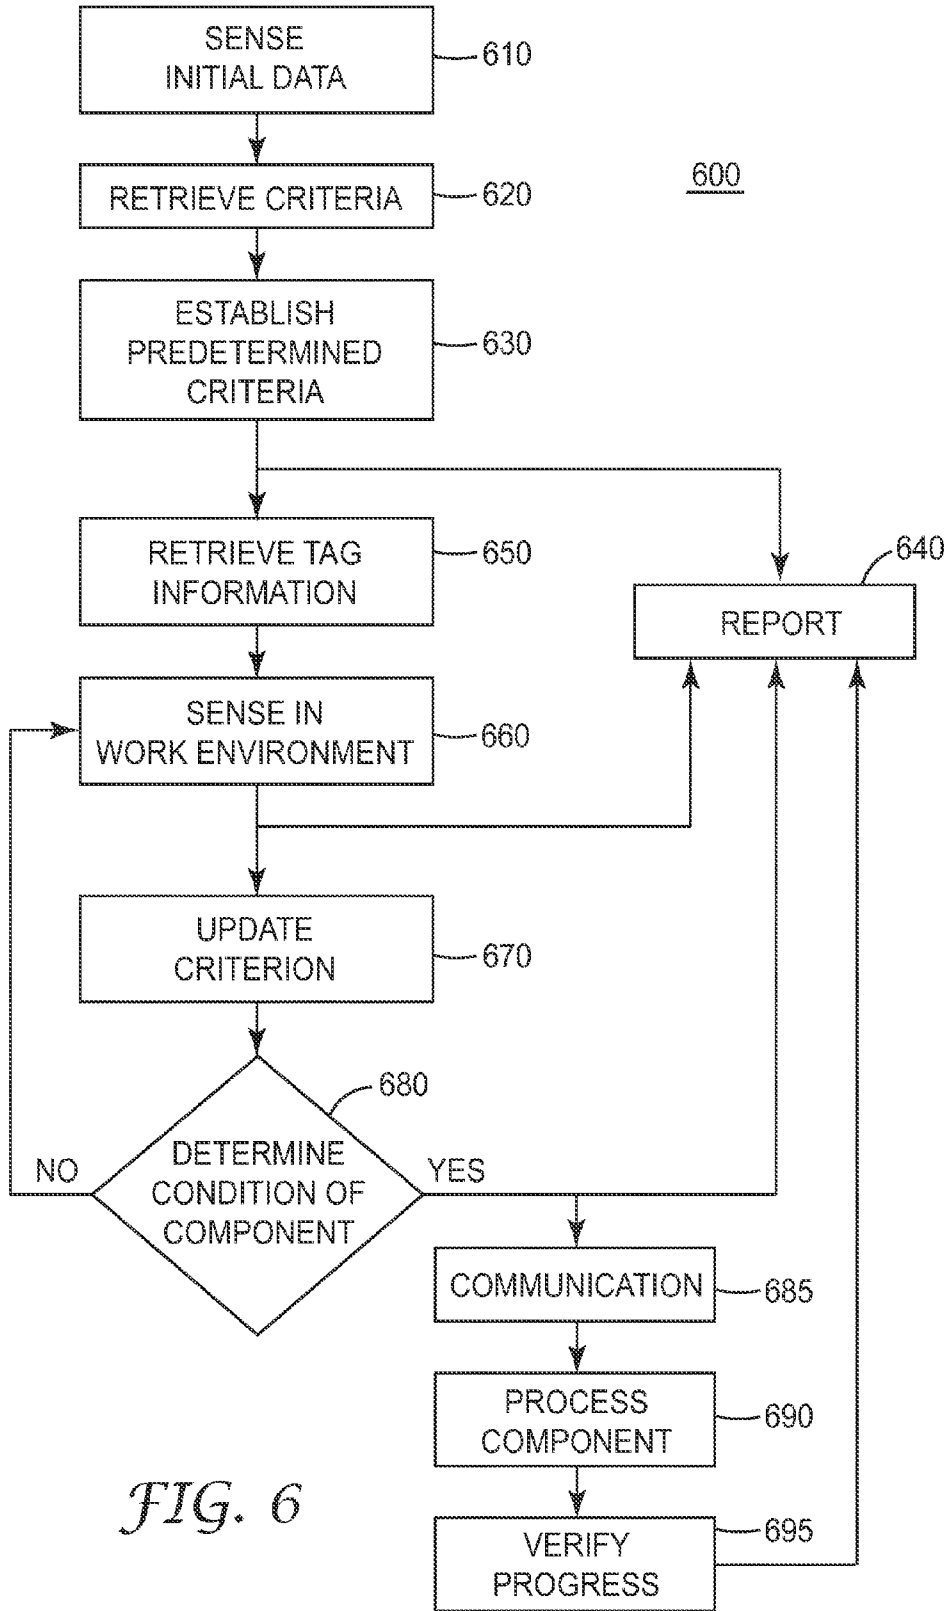 SENSE
INITIAL DATA
610
RETRIEVE CRITERIA
620
600
ESTABLISH
PREDETERMINED
CRITERIA
630
RETRIEVE TAG
INFORMATION
650
640
REPORT
SENSE IN
WORK ENVIRONMENT
660
UPDATE
CRITERION
670
680
DETERMINE
CONDITION OF
COMPONENT
NO
YES
COMMUNICATION
685
PROCESS
COMPONENT
690
VERIFY
PROGRESS
695
FIG. 6